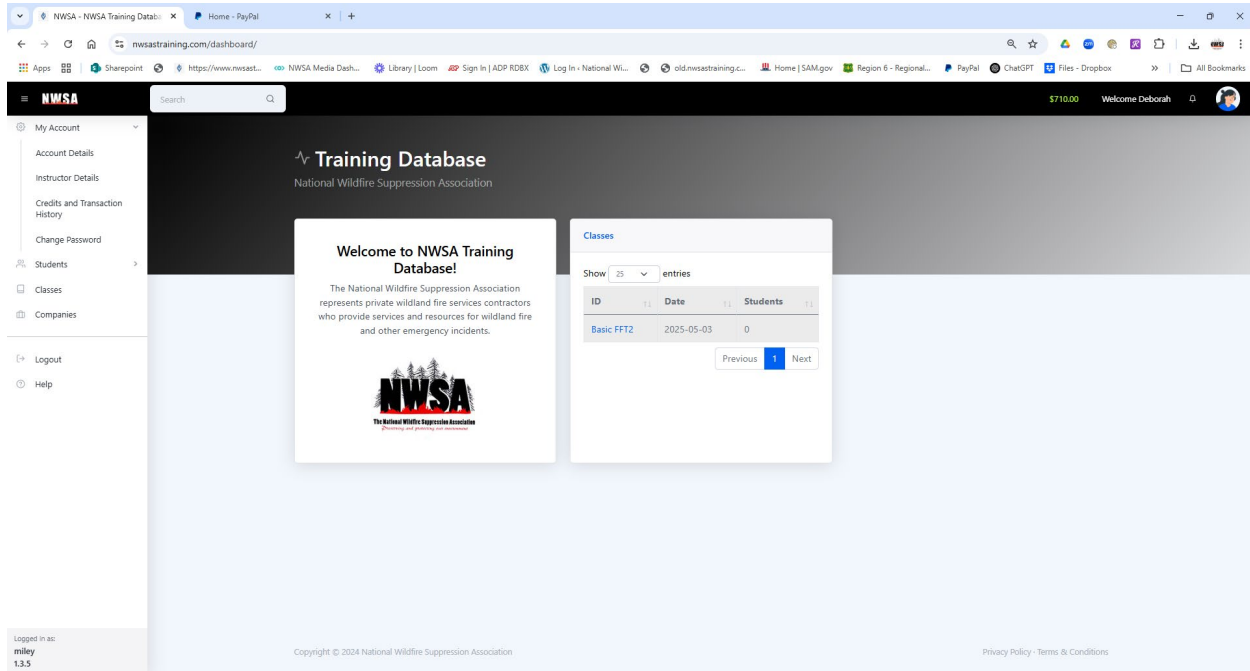 NWSA - NWSA Training Databa
Home - PayPal
nwsastraining.com/dashboard/
Apps
Sharepoint
https://www.nwsast...
NWSA Media Dash...
Library | Loom
Sign In | ADP RDBX
Log In ‹ National Wi...
old.nwsastraining.c...
Home | SAM.gov
Region 6 - Regional...
PayPal
ChatGPT
Files - Dropbox
All Bookmarks
NWSA
Search
$710.00
Welcome Deborah
My Account
Account Details
Instructor Details
Credits and Transaction
History
Change Password
Students
Classes
Companies
Logout
Help
Training Database
National Wildfire Suppression Association
Welcome to NWSA Training
Database!
The National Wildfire Suppression Association
represents private wildland fire services contractors
who provide services and resources for wildland fire
and other emergency incidents.
NWSA
The National Wildfire Suppression Association
Classes
Show 25 entries
ID Date Students
Basic FFT2 2025-05-03 0
Previous 1 Next
Logged in as:
miley
1.3.5
Copyright © 2024 National Wildfire Suppression Association
Privacy Policy · Terms & Conditions